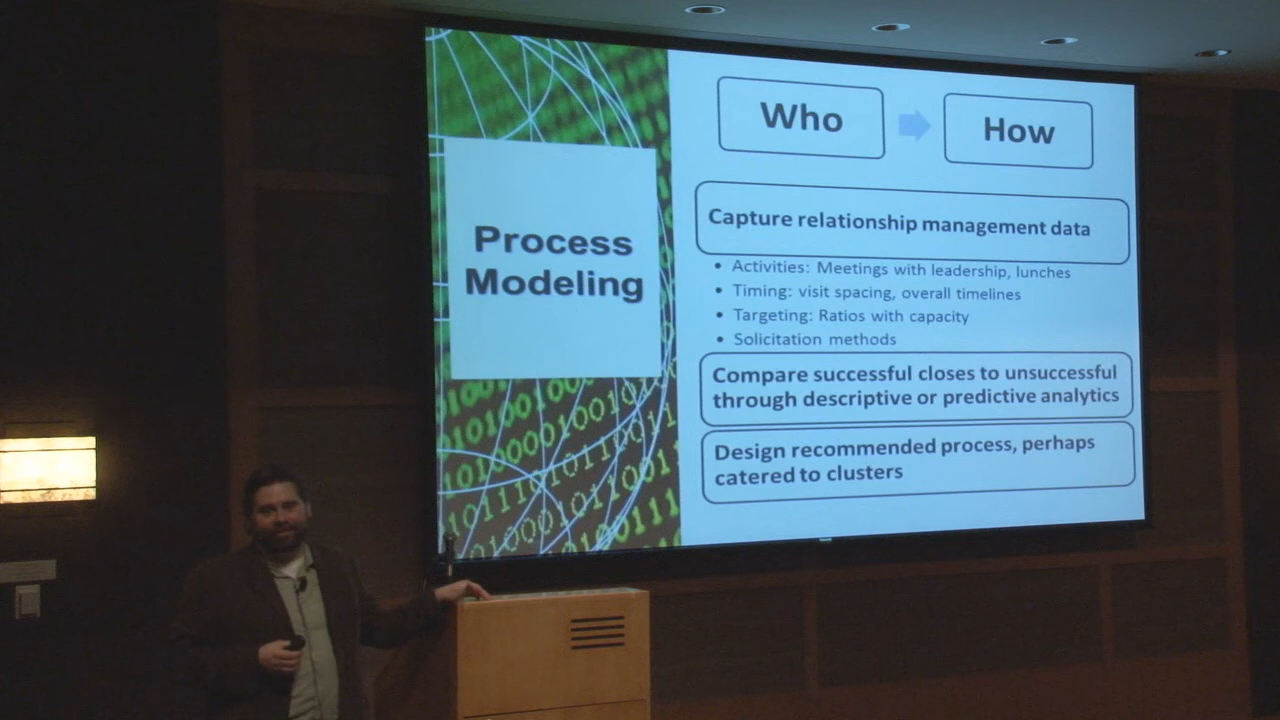 Process
Modeling
Who
How
Capture relationship management data
• Activities: Meetings with leadership, lunches
• Timing: visit spacing, overall timelines
• Targeting: Ratios with capacity
• Solicitation methods
Compare successful closes to unsuccessful
through descriptive or predictive analytics
Design recommended process, perhaps
catered to clusters